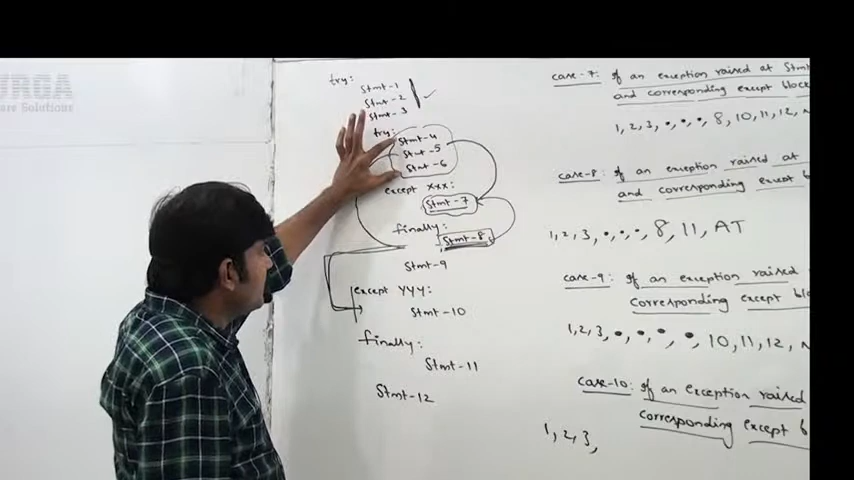 URGA
re Solutions
try:
Stmt-1
Stmt-2
Stmt-3
try:
Stmt-4
Stmt-5
Stmt-6
except xxx:
Stmt-7
finally:
Stmt-8
Stmt-9
except YYY:
Stmt-10
finally:
Stmt-11
Stmt-12
case-7: If an exception raised at Stmt
and corresponding except bloc
1, 2, 3, •, •, •, 8, 10, 11, 12,
case-8: If an exception raised at
and corresponding except b
1, 2, 3, •, •, •, 8, 11, AT
case-9: If an exception raised
corresponding except blo
1, 2, 3, •, •, •, •, 10, 11, 12,
case-10: If an exception raised
corresponding except b
1, 2, 3,